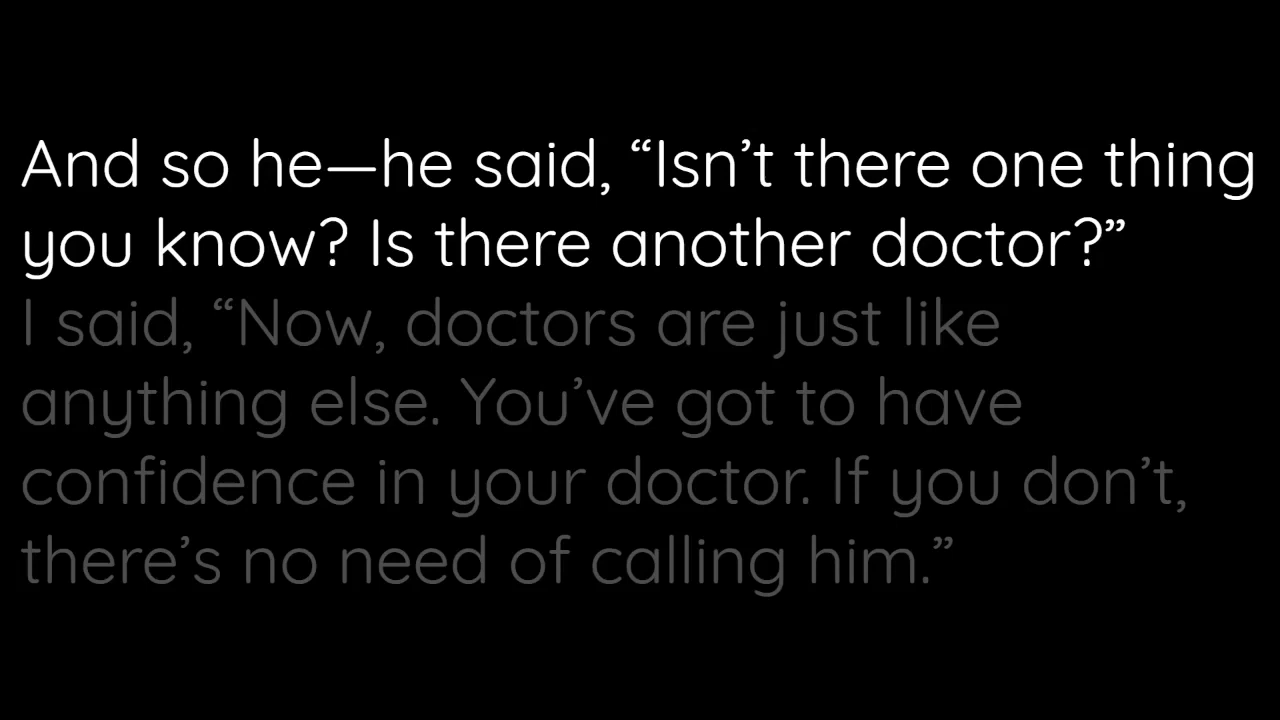 And so he—he said, “Isn’t there one thing
you know? Is there another doctor?”
I said, “Now, doctors are just like
anything else. You’ve got to have
confidence in your doctor. If you don’t,
there’s no need of calling him.”